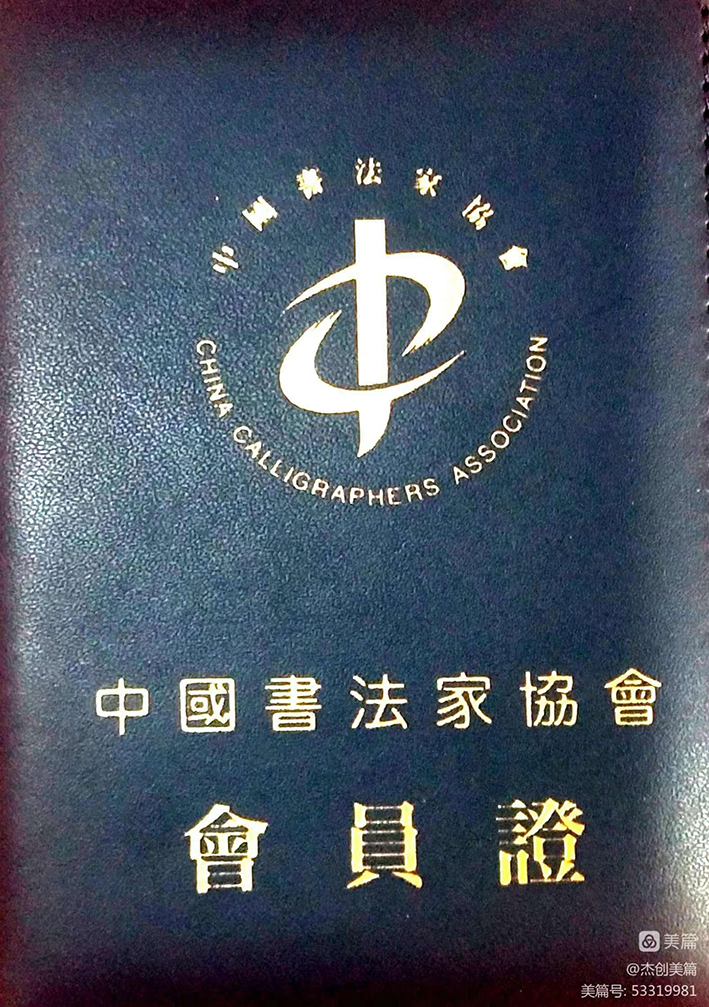 中國書法家協會
CHINA CALLIGRAPHERS ASSOCIATION
中國書法家協會
會員證
美篇
@杰创美篇
美篇号: 53319981